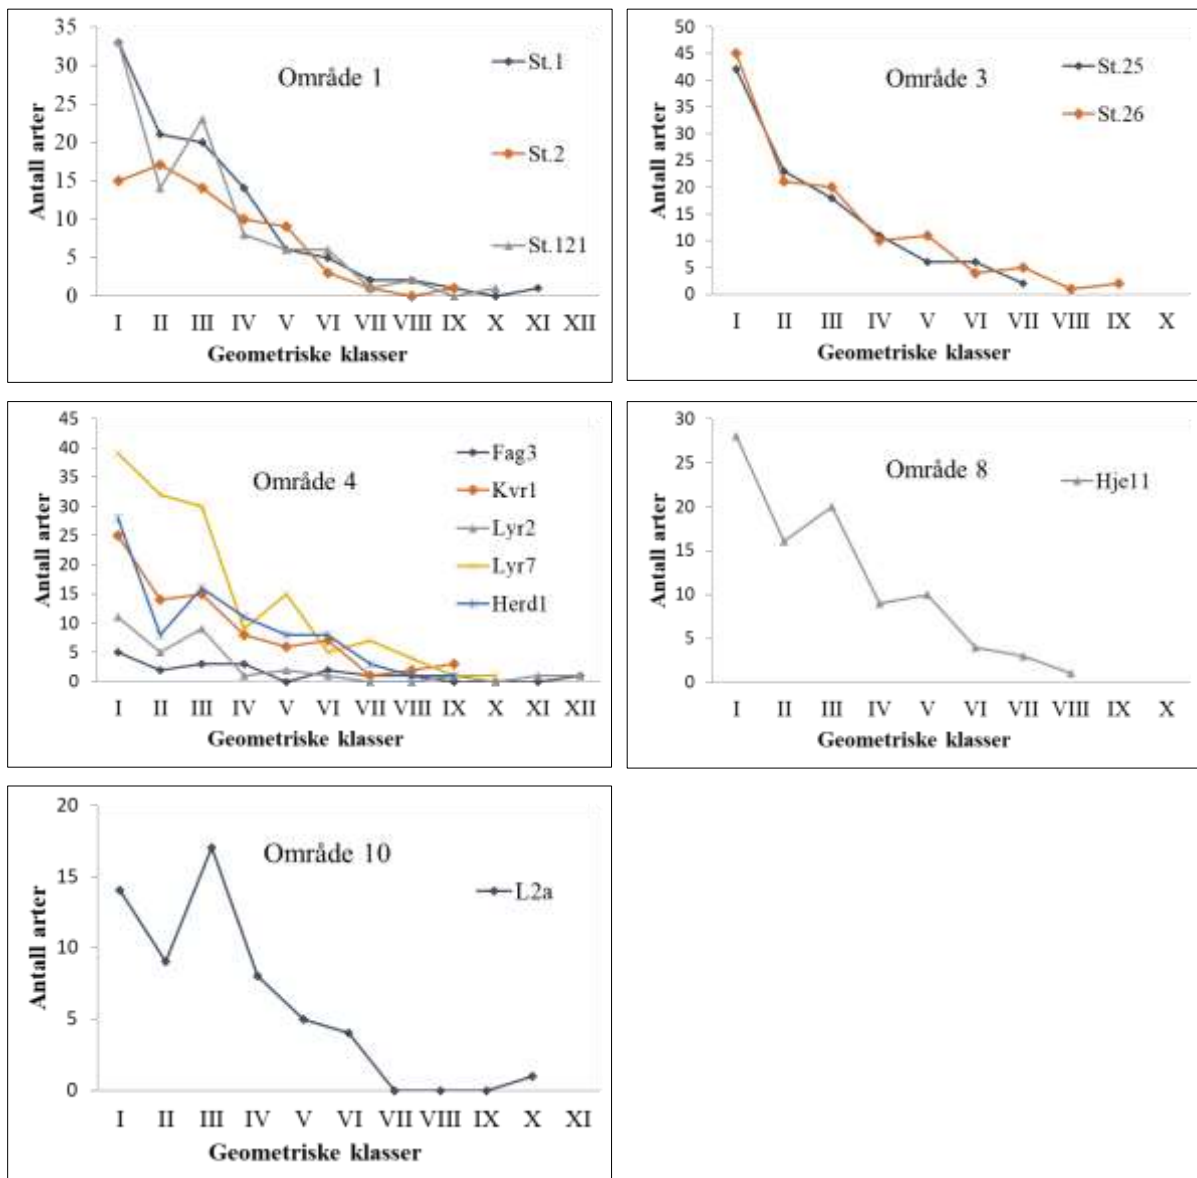 35
30
25
20
15
10
5
0
Antall arter
Område 1
St.1
St.2
St.121
I II III IV V VI VII VIII IX X XI XII
Geometriske klasser
50
45
40
35
30
25
20
15
10
5
0
Antall arter
Område 3
St.25
St.26
I II III IV V VI VII VIII IX X
Geometriske klasser
45
40
35
30
25
20
15
10
5
0
Antall arter
Område 4
Fag3
Kvr1
Lyr2
Lyr7
Herd1
I II III IV V VI VII VIII IX X XI XII
Geometriske klasser
30
25
20
15
10
5
0
Antall arter
Område 8
Hje11
I II III IV V VI VII VIII IX X
Geometriske klasser
20
15
10
5
0
Antall arter
Område 10
L2a
I II III IV V VI VII VIII IX X XI
Geometriske klasser